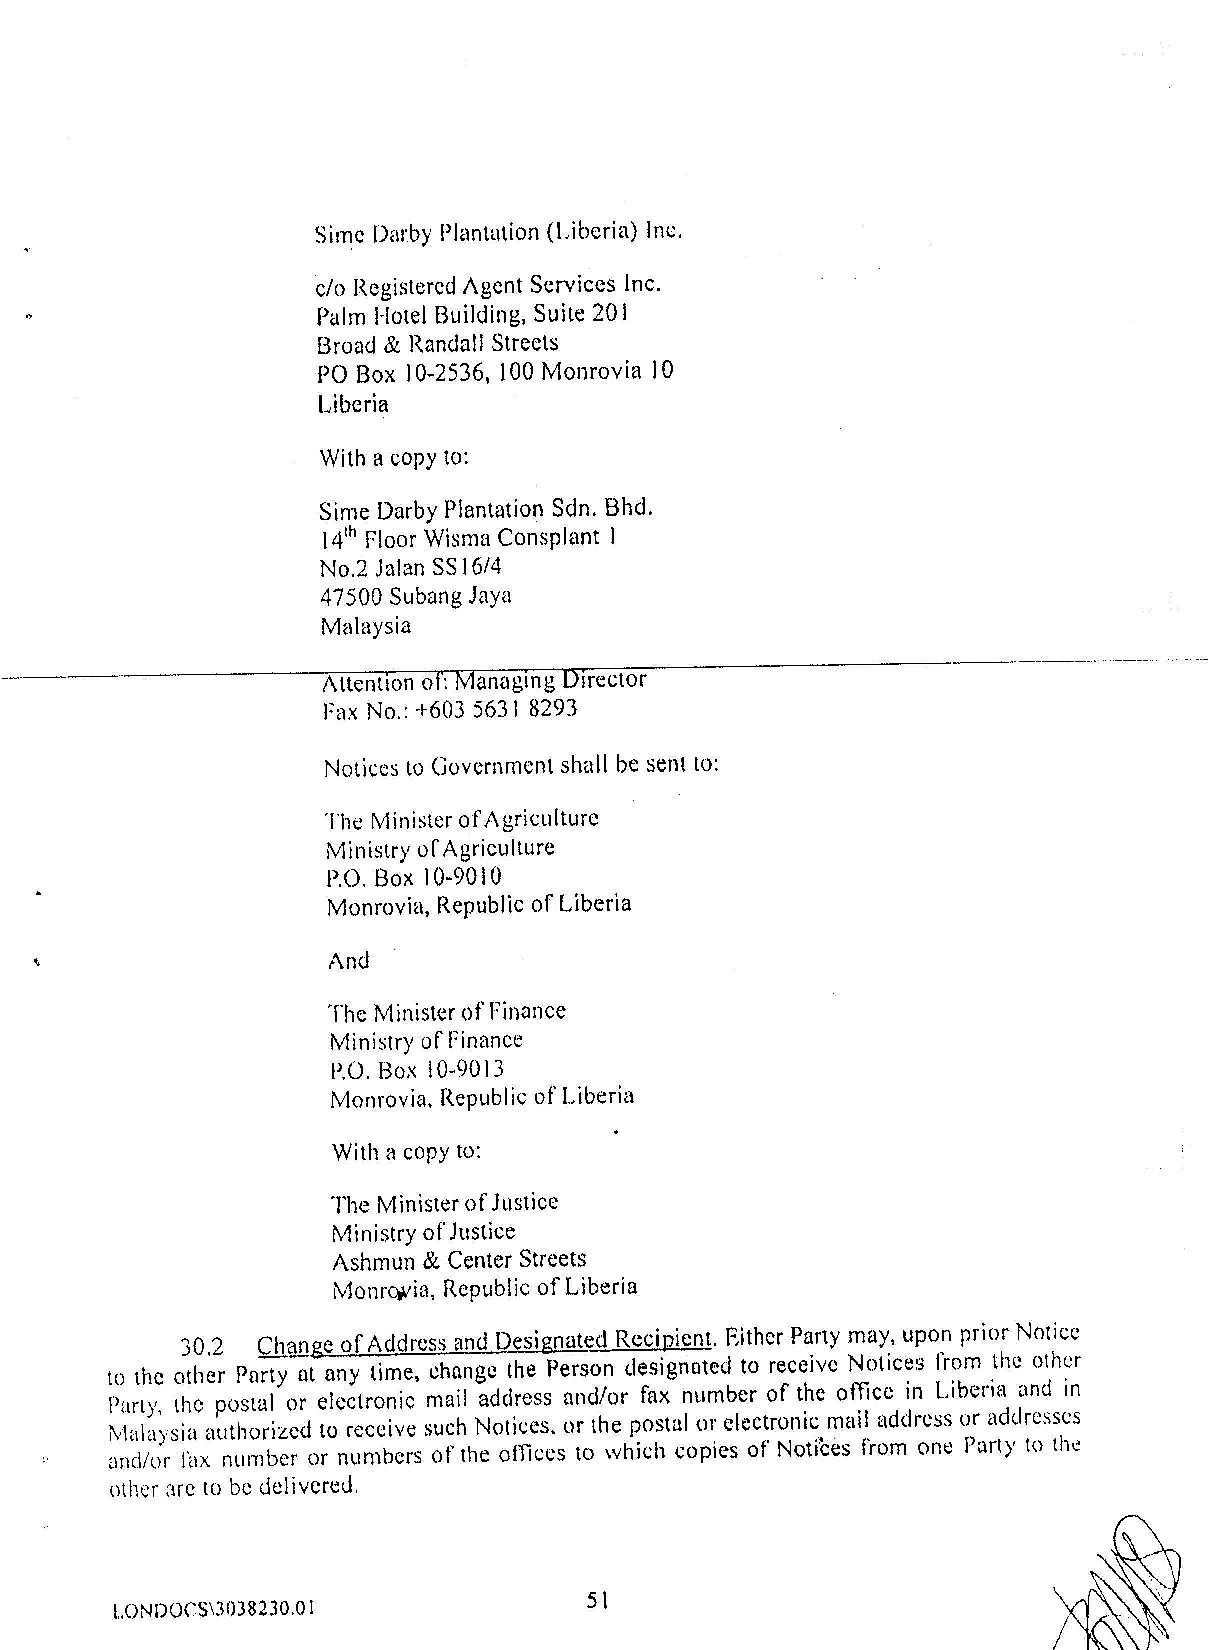 Sime Darby Plantation (Liberia) Inc.
c/o Registered Agent Services Inc.
Palm Hotel Building, Suite 201
Broad & Randall Streets
PO Box 10-2536, 100 Monrovia 10
Liberia
With a copy to:
Sime Darby Plantation Sdn. Bhd.
14th Floor Wisma Consplant 1
No.2 Jalan SS16/4
47500 Subang Jaya
Malaysia
Attention of: Managing Director
Fax No.: +603 5631 8293
Notices to Government shall be sent to:
The Minister of Agriculture
Ministry of Agriculture
P.O. Box 10-9010
Monrovia, Republic of Liberia
And
The Minister of Finance
Ministry of Finance
P.O. Box 10-9013
Monrovia, Republic of Liberia
With a copy to:
The Minister of Justice
Ministry of Justice
Ashmun & Center Streets
Monrovia, Republic of Liberia
30.2 Change of Address and Designated Recipient. Either Party may, upon prior Notice
to the other Party at any time, change the Person designated to receive Notices from the other
Party, the postal or electronic mail address and/or fax number of the office in Liberia and in
Malaysia authorized to receive such Notices, or the postal or electronic mail address or addresses
and/or fax number or numbers of the offices to which copies of Notices from one Party to the
other are to be delivered.
LONDOCS\3038230.01
51